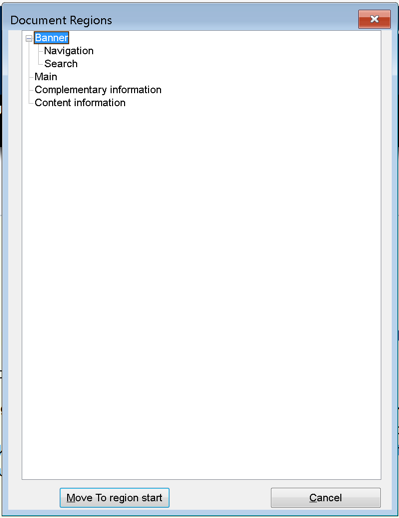 Document Regions
Banner
Navigation
Search
Main
Complementary information
Content information
Move To region start
Cancel